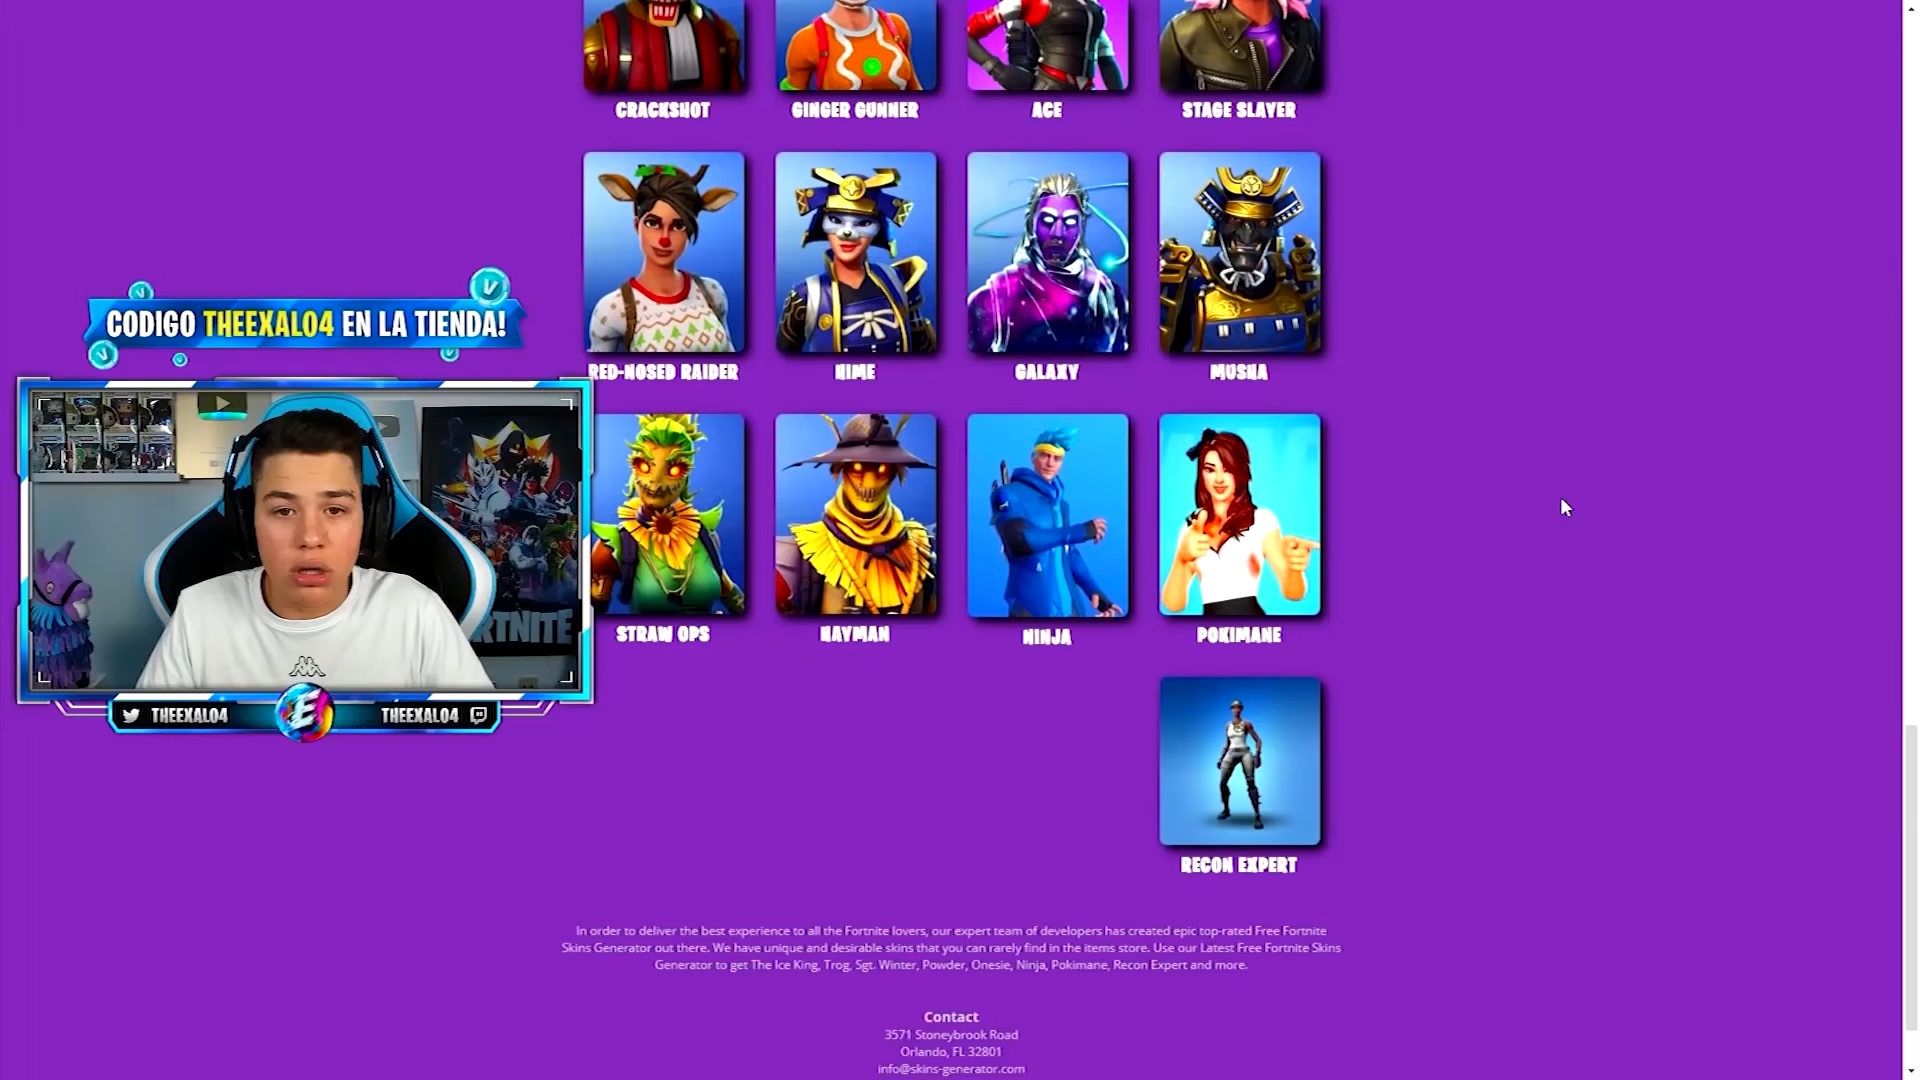 CRACKSHOT
GINGER GUNNER
ACE
STAGE SLAYER
CODIGO THEEXALO4 EN LA TIENDA!
RED-NOSED RAIDER
HIME
GALAXY
MUSHA
RTNITE
THEEXALO4
THEEXALO4
STRAW OPS
HAYMAN
NINJA
POKIMANE
RECON EXPERT
In order to deliver the best experience to all the Fortnite lovers, our expert team of developers has created epic top-rated Free Fortnite
Skins Generator out there. We have unique and desirable skins that you can rarely find in the items store. Use our Latest Free Fortnite Skins
Generator to get The Ice King, Trog, Sgt. Winter, Powder, Onesie, Ninja, Pokimane, Recon Expert and more.
Contact
3571 Stoneybrook Road
Orlando, FL 32801
info@skins-generator.com